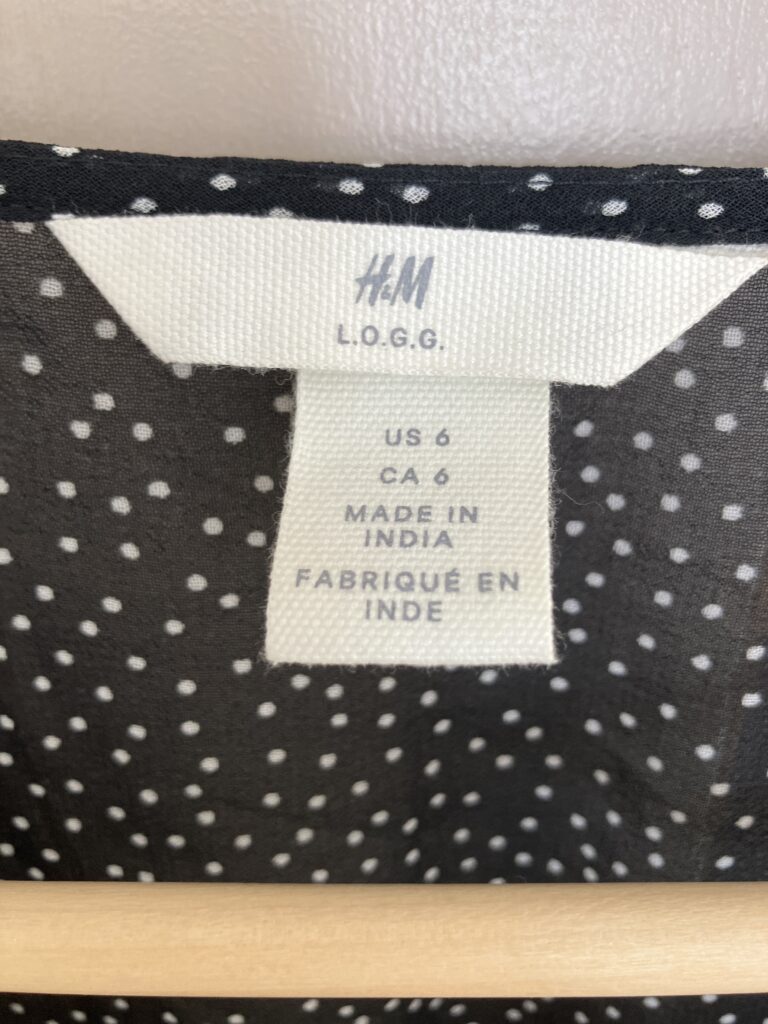 H&M
L.O.G.G.
US 6
CA 6
MADE IN
INDIA
FABRIQUÉ EN
INDE